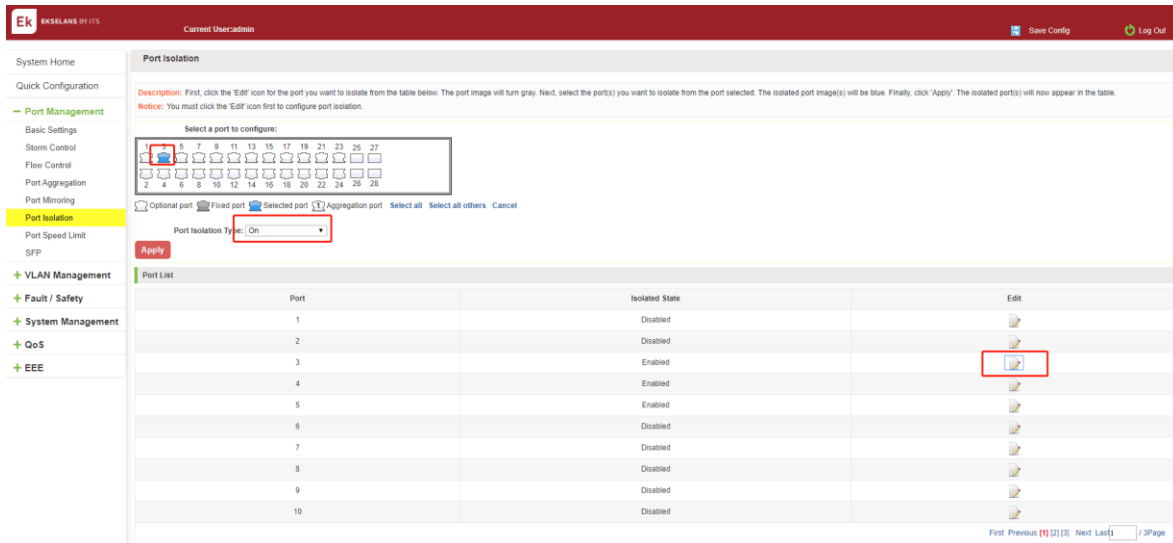 Ek EKSELANS BY ITS
Current User:admin
Save Config
Log Out
System Home
Quick Configuration
Port Management
Basic Settings
Storm Control
Flow Control
Port Aggregation
Port Mirroring
Port Isolation
Port Speed Limit
SFP
VLAN Management
Fault / Safety
System Management
QoS
EEE
Port Isolation
Description: First, click the 'Edit' icon for the port you want to isolate from the table below. The port image will turn gray. Next, select the port(s) you want to isolate from the port selected. The isolated port image(s) will be blue. Finally, click 'Apply'. The isolated port(s) will now appear in the table.
Notice: You must click the 'Edit' icon first to configure port isolation.
Select a port to configure:
1 3 5 7 9 11 13 15 17 19 21 23 25 27
2 4 6 8 10 12 14 16 18 20 22 24 26 28
Optional port Fixed port Selected port 1 Aggregation port Select all Select all others Cancel
Port Isolation Type: On
Apply
Port List
Port Isolated State Edit
1 Disabled
2 Disabled
3 Enabled
4 Enabled
5 Enabled
6 Disabled
7 Disabled
8 Disabled
9 Disabled
10 Disabled
First Previous [1] [2] [3] Next Last 1 / 3Page